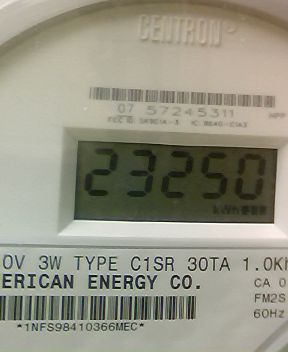 CENTRON
07 57245311
23250
kWh
0V 3W TYPE C1SR 30TA 1.0Kh
ERICAN ENERGY CO.
CA 0
FM2S
60Hz
*1NFS98410366MEC*